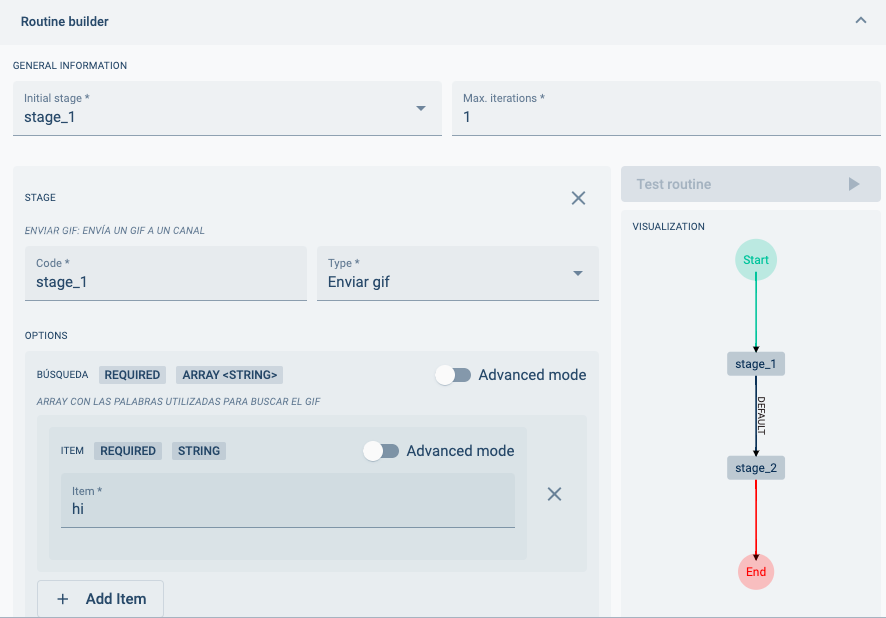 Routine builder
GENERAL INFORMATION
Initial stage *
stage_1
Max. iterations *
1
STAGE
ENVIAR GIF: ENVÍA UN GIF A UN CANAL
Code *
stage_1
Type *
Enviar gif
OPTIONS
BÚSQUEDA REQUIRED ARRAY <STRING> Advanced mode
ARRAY CON LAS PALABRAS UTILIZADAS PARA BUSCAR EL GIF
ITEM REQUIRED STRING Advanced mode
Item *
hi
+ Add Item
Test routine
VISUALIZATION
Start
stage_1
DEFAULT
stage_2
End